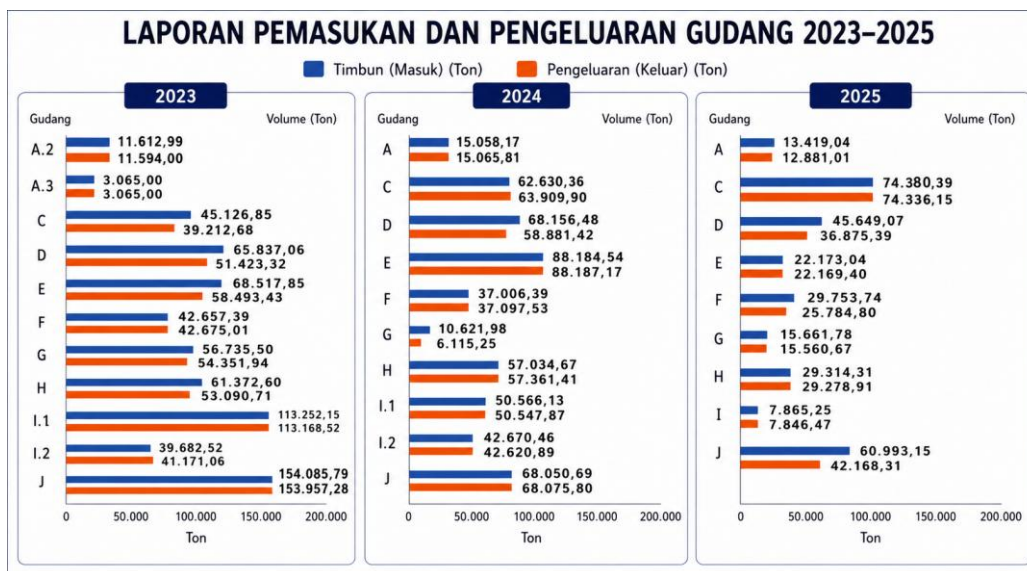 LAPORAN PEMASUKAN DAN PENGELUARAN GUDANG 2023–2025
Timbun (Masuk) (Ton) Pengeluaran (Keluar) (Ton)
2023
Gudang Volume (Ton)
A.2 11.612,99
11.594,00
A.3 3.065,00
3.065,00
C 45.126,85
39.212,68
D 65.837,06
51.423,32
E 68.517,85
58.493,43
F 42.657,39
42.675,01
G 56.735,50
54.351,94
H 61.372,60
53.090,71
I.1 113.252,15
113.168,52
I.2 39.682,52
41.171,06
J 154.085,79
153.957,28
0 50.000 100.000 150.000 200.000
Ton
2024
Gudang Volume (Ton)
A 15.058,17
15.065,81
C 62.630,36
63.909,90
D 68.156,48
58.881,42
E 88.184,54
88.187,17
F 37.006,39
37.097,53
G 10.621,98
6.115,25
H 57.034,67
57.361,41
I.1 50.566,13
50.547,87
I.2 42.670,46
42.620,89
J 68.050,69
68.075,80
0 50.000 100.000 150.000 200.000
Ton
2025
Gudang Volume (Ton)
A 13.419,04
12.881,01
C 74.380,39
74.336,15
D 45.649,07
36.875,39
E 22.173,04
22.169,40
F 29.753,74
25.784,80
G 15.661,78
15.560,67
H 29.314,31
29.278,91
I 7.865,25
7.846,47
J 60.993,15
42.168,31
0 50.000 100.000 150.000 200.000
Ton